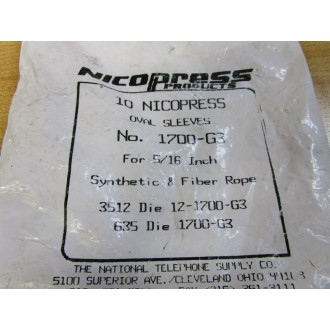 NICOPRESS
PRODUCTS
10 NICOPRESS
OVAL SLEEVES
No. 1700-G3
For 5/16 Inch
Synthetic & Fiber Rope
3512 Die 12-1700-G3
635 Die 1700-G3
THE NATIONAL TELEPHONE SUPPLY CO.
5100 SUPERIOR AVE./CLEVELAND OHIO 44103